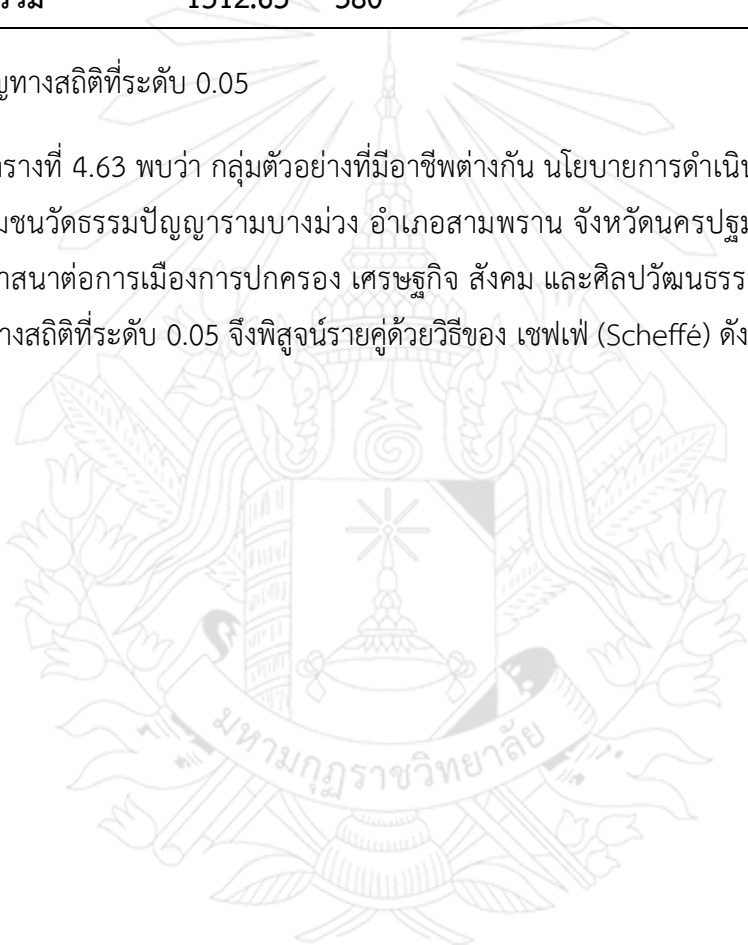 1512.65 380
ญทางสถิติที่ระดับ 0.05
ตารางที่ 4.63 พบว่า กลุ่มตัวอย่างที่มีอาชีพต่างกัน นโยบายการดำเนิน
มชนวัดธรรมปัญญารามบางม่วง อำเภอสามพราน จังหวัดนครปฐม
าสนาต่อการเมืองการปกครอง เศรษฐกิจ สังคม และศิลปวัฒนธรร
างสถิติที่ระดับ 0.05 จึงพิสูจน์รายคู่ด้วยวิธีของ เชฟเฟ่ (Scheffé) ดัง
มหามกุฏราชวิทยาลัย